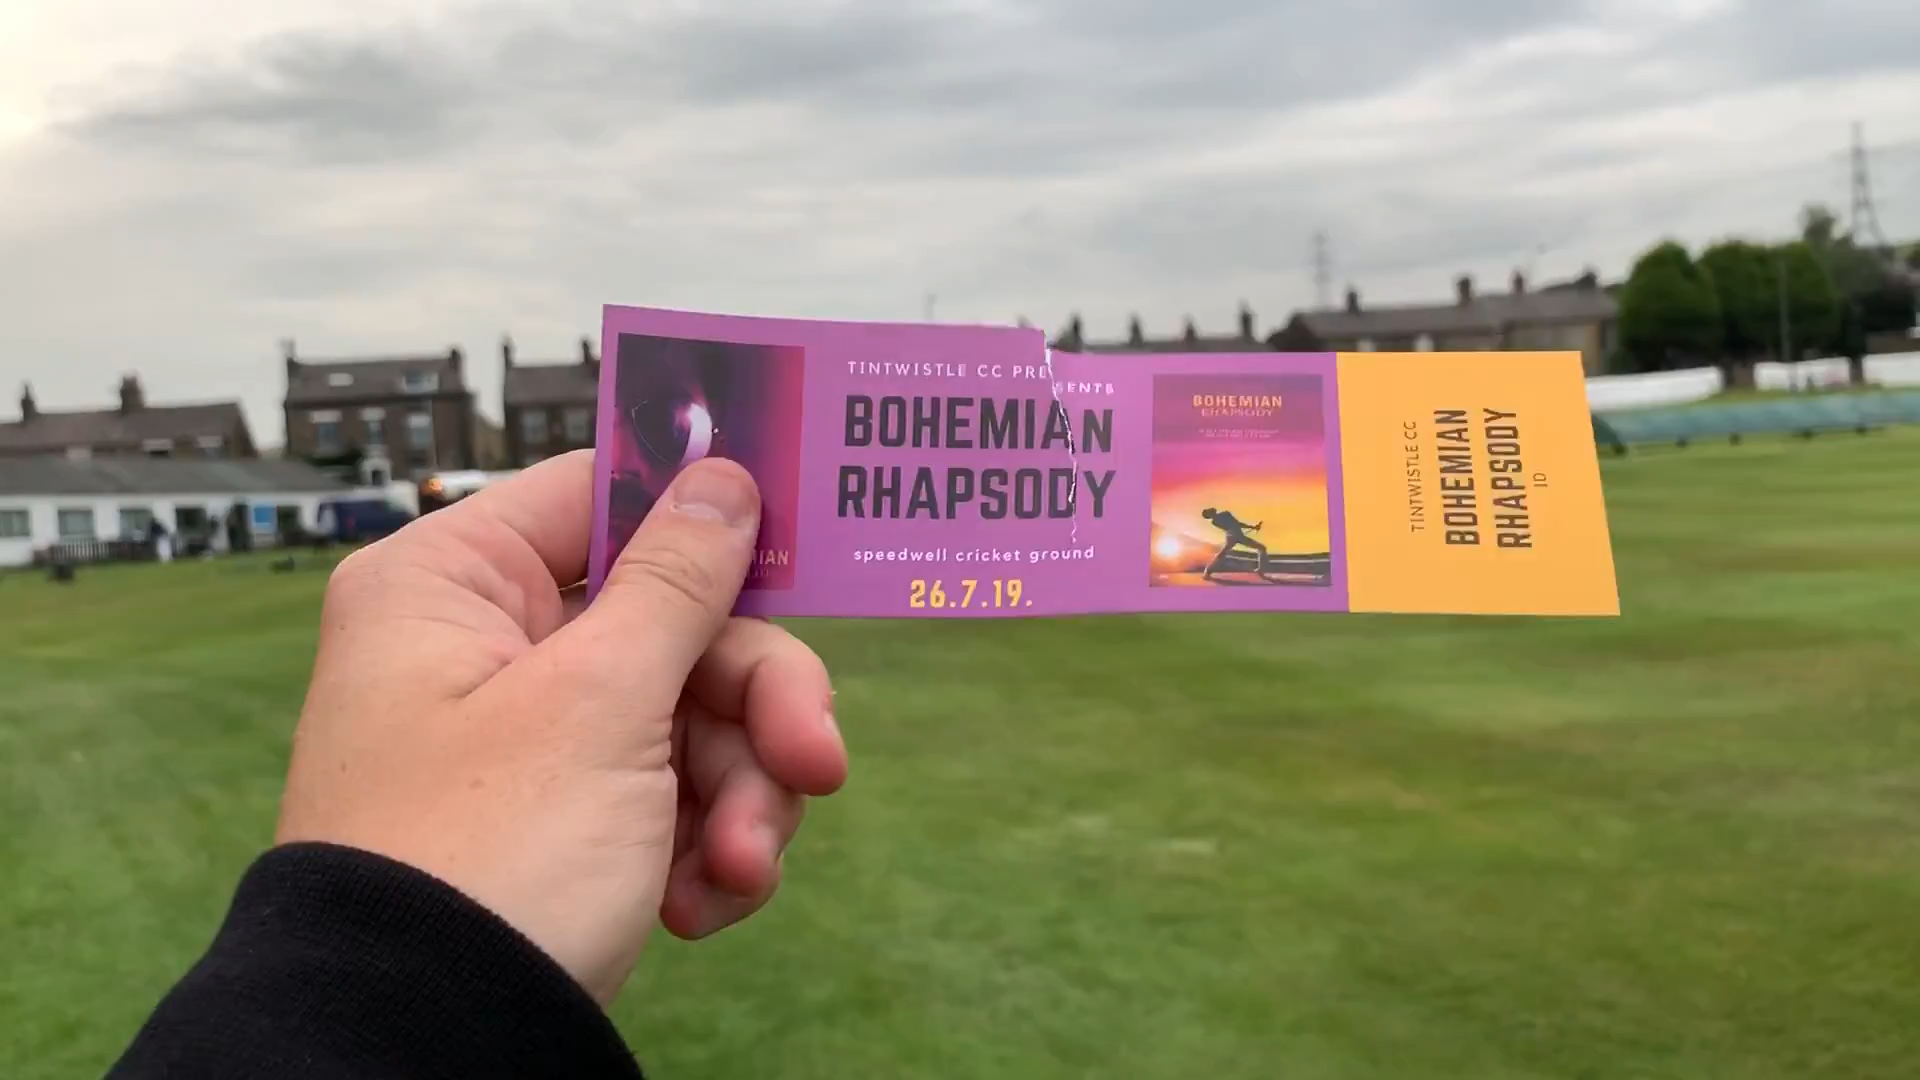 TINTWISTLE CC PRESENTS
BOHEMIAN
RHAPSODY
speedwell cricket ground
26.7.19.
BOHEMIAN
RHAPSODY
TINTWISTLE CC
BOHEMIAN
RHAPSODY